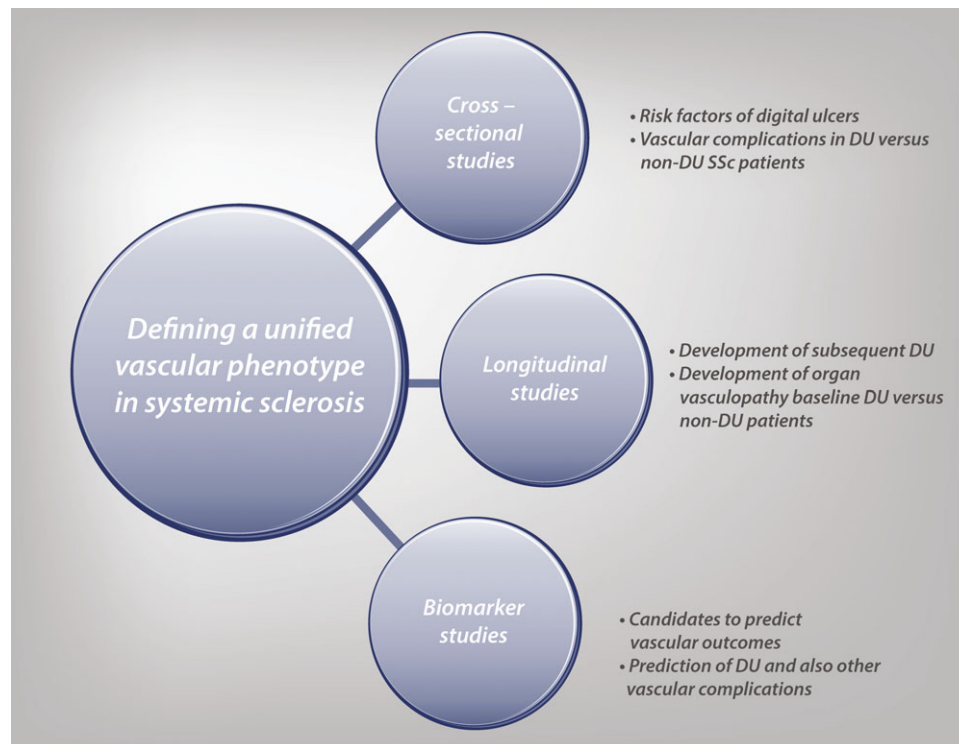 Cross –
sectional
studies
• Risk factors of digital ulcers
• Vascular complications in DU versus
non-DU SSc patients
Defining a unified
vascular phenotype
in systemic sclerosis
Longitudinal
studies
• Development of subsequent DU
• Development of organ
vasculopathy baseline DU versus
non-DU patients
Biomarker
studies
• Candidates to predict
vascular outcomes
• Prediction of DU and also other
vascular complications